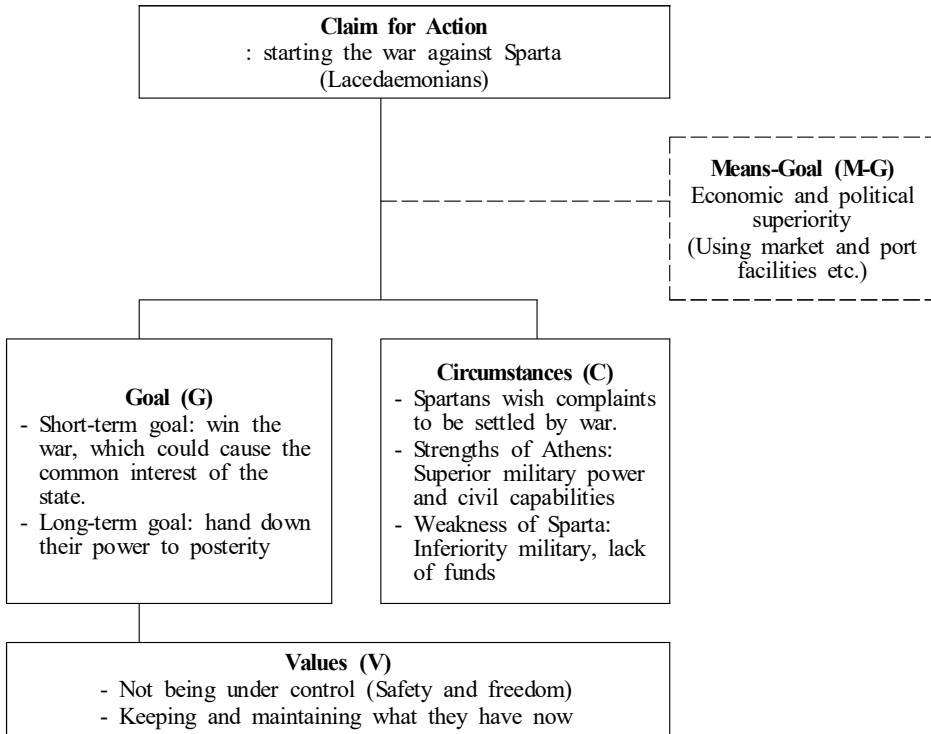 Claim for Action
: starting the war against Sparta
(Lacedaemonians)
Means-Goal (M-G)
Economic and political
superiority
(Using market and port
facilities etc.)
Goal (G)
- Short-term goal: win the
war, which could cause the
common interest of the
state.
- Long-term goal: hand down
their power to posterity
Circumstances (C)
- Spartans wish complaints
to be settled by war.
- Strengths of Athens:
Superior military power
and civil capabilities
- Weakness of Sparta:
Inferiority military, lack
of funds
Values (V)
- Not being under control (Safety and freedom)
- Keeping and maintaining what they have now